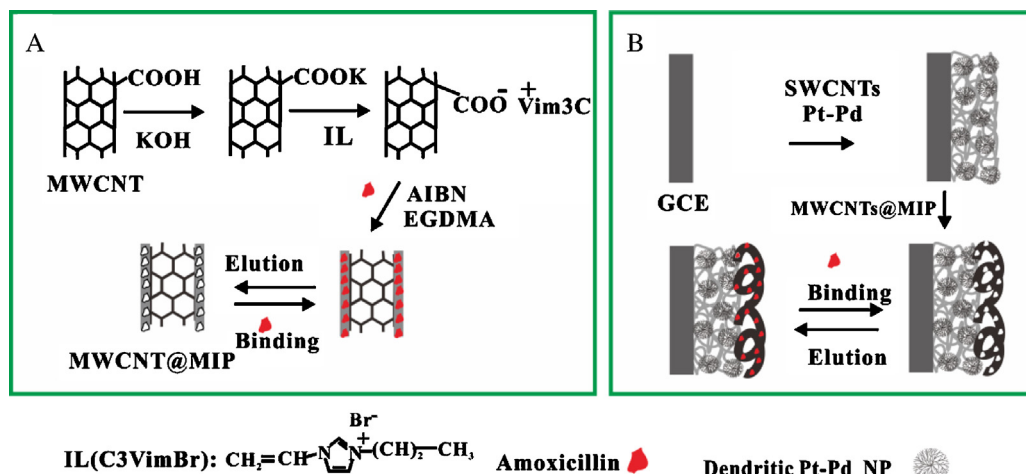 A
COOH
KOH
MWCNT
COOK
IL
COO⁻ +Vim3C
AIBN
EGDMA
Elution
Binding
MWCNT@MIP
B
GCE
SWCNTs
Pt-Pd
MWCNTs@MIP
Binding
Elution
IL(C3VimBr): CH₂=CH-N N-(CH₂)₂-CH₃
Br⁻
+
Amoxicillin
Dendritic Pt-Pd NP